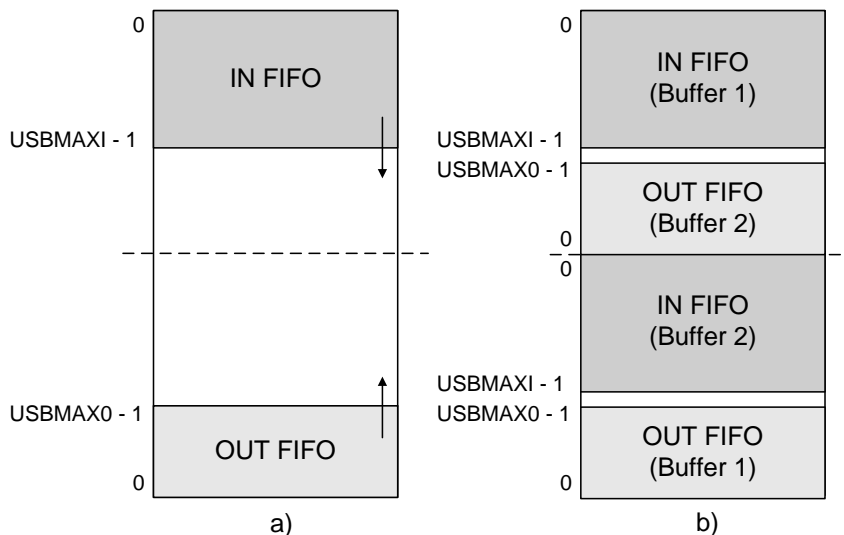 0
IN FIFO
USBMAXI - 1
USBMAX0 - 1
OUT FIFO
0
a)
0
IN FIFO
(Buffer 1)
USBMAXI - 1
USBMAX0 - 1
OUT FIFO
(Buffer 2)
0
0
IN FIFO
(Buffer 2)
USBMAXI - 1
USBMAX0 - 1
OUT FIFO
(Buffer 1)
0
b)